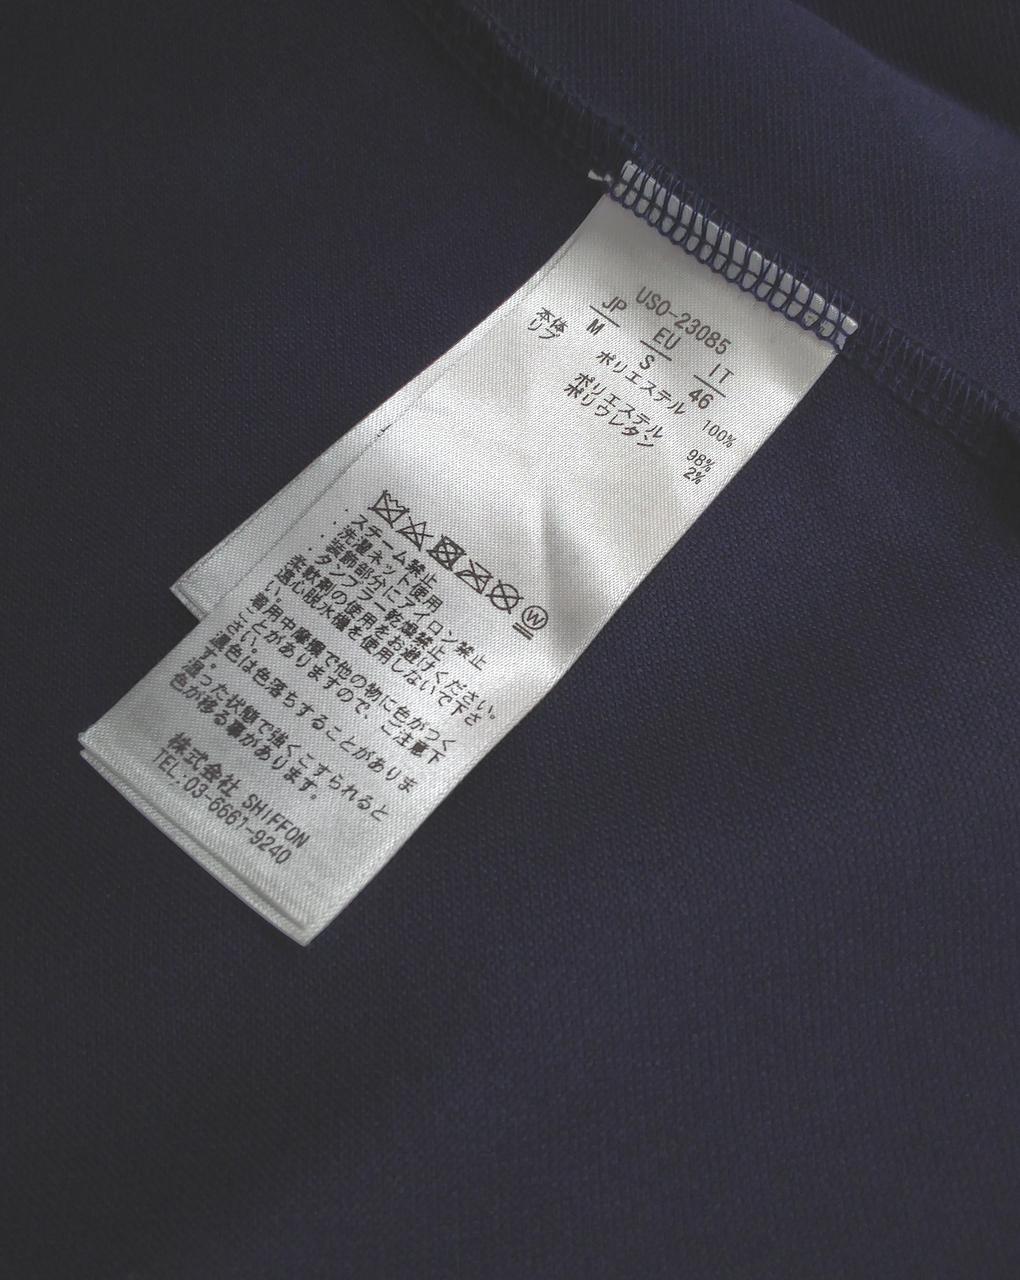 USO-23085
JP EU IT
M S 46
本体 ポリエステル 100%
リブ ポリエステル 98%
ポリウレタン 2%
W
・スチーム禁止
・洗濯ネット使用
・装飾部分にアイロン禁止
・タンブラー乾燥禁止
柔軟剤の使用をお避けください。
遠心脱水機を使用しないで下さ
い。
着用中摩擦で他の物に色がつく
ことがありますので、ご注意下
さい。
濃色は色落ちすることがありま
す。
湿った状態で強くこすられると
色が移る事があります。
株式会社 SHIFFON
TEL:03-6661-9240